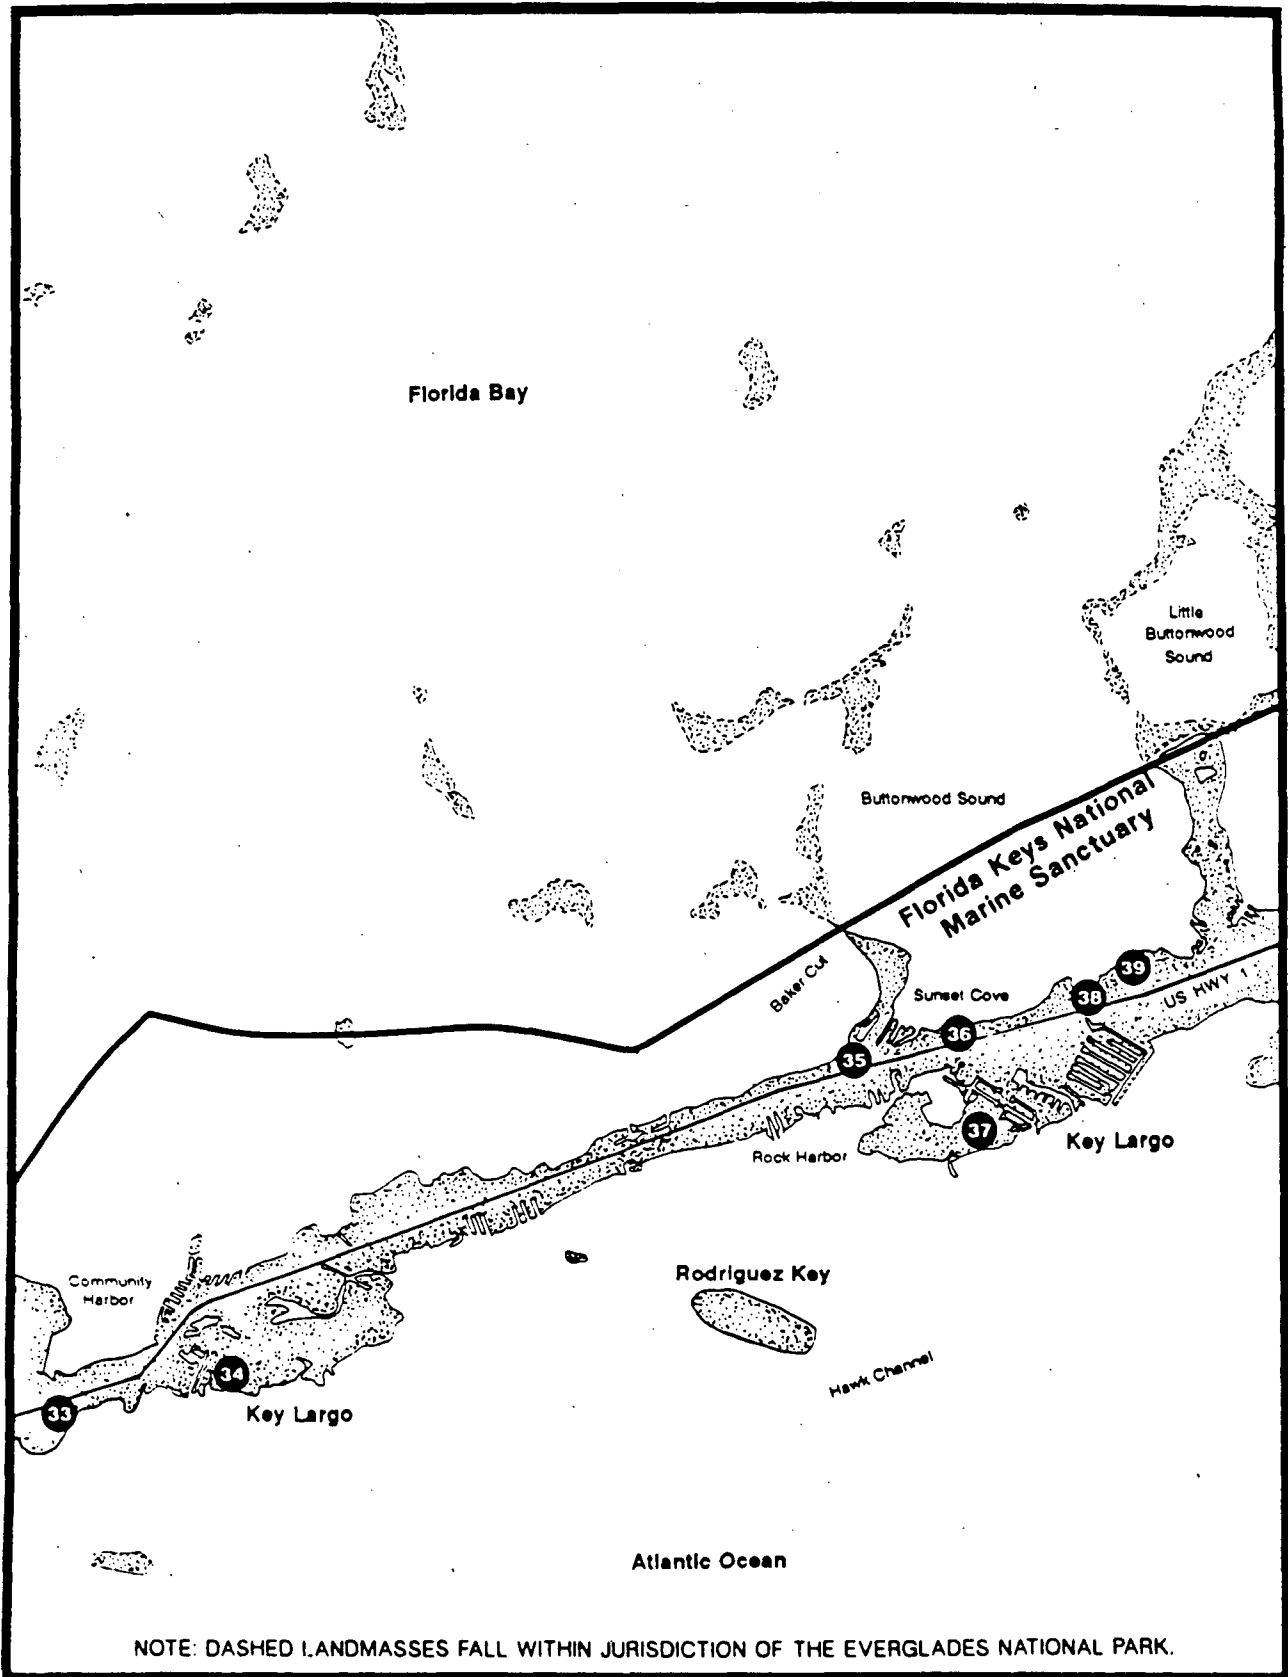 Florida Bay
Little
Buttonwood
Sound
Buttonwood Sound
Florida Keys National
Marine Sanctuary
Baker Cut
Sunset Cove
39
38
US HWY 1
36
35
37
Key Largo
Rock Harbor
Rodriguez Key
Community
Harbor
Hawk Channel
34
33
Key Largo
Atlantic Ocean
NOTE: DASHED LANDMASSES FALL WITHIN JURISDICTION OF THE EVERGLADES NATIONAL PARK.